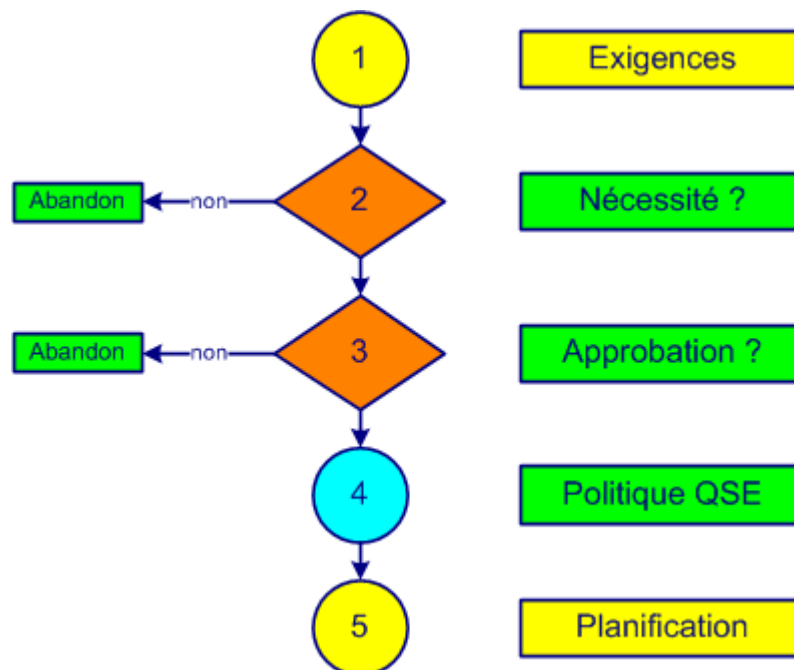 1
Exigences
Abandon
non
2
Nécessité ?
Abandon
non
3
Approbation ?
4
Politique QSE
5
Planification